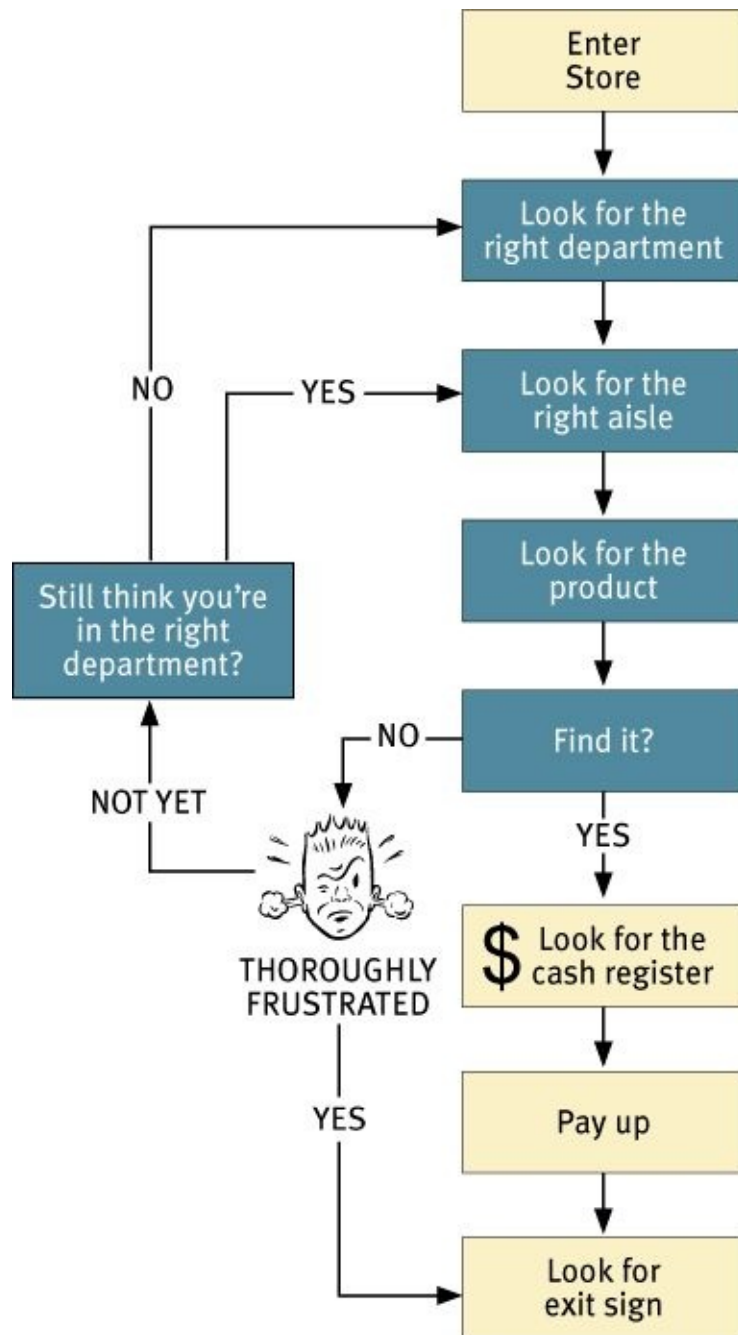 Enter
Store
Look for the
right department
NO
YES
Look for the
right aisle
Look for the
product
Still think you're
in the right
department?
NO
Find it?
NOT YET
YES
$ Look for the
cash register
THOROUGHLY
FRUSTRATED
YES
Pay up
Look for
exit sign